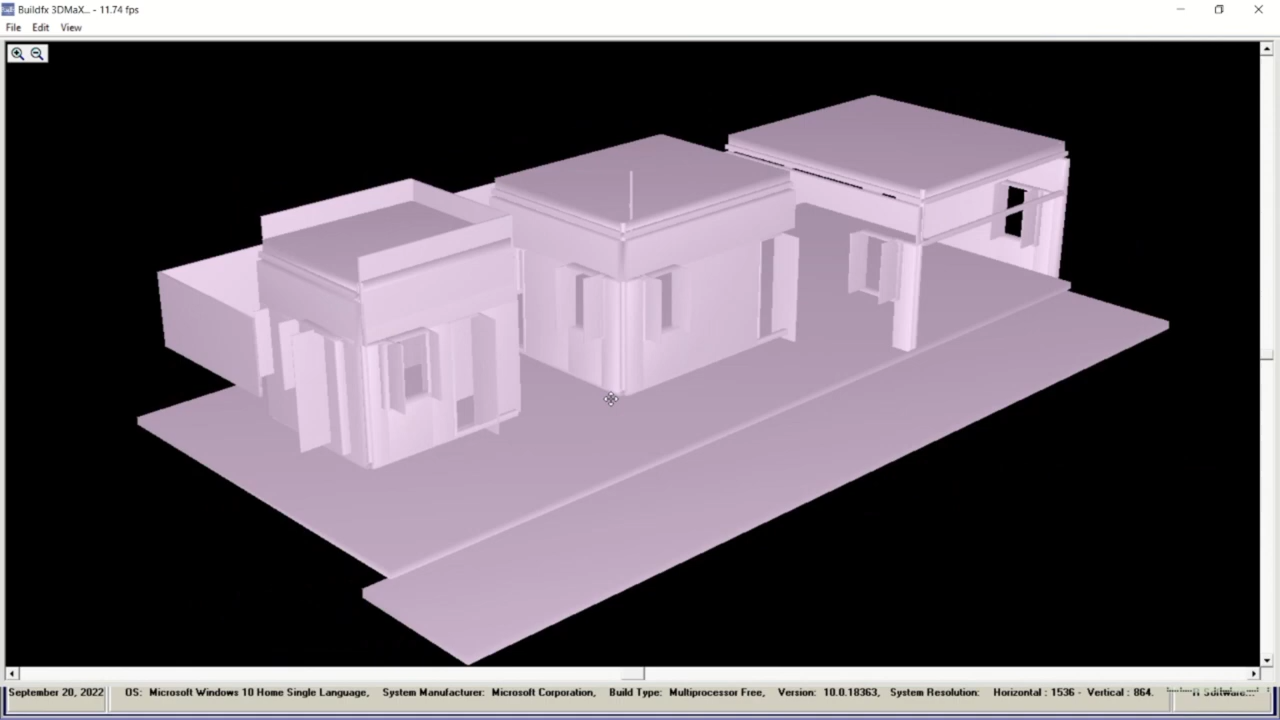 Buildfx 3DMaX... - 11.74 fps
File Edit View
September 20, 2022 OS: Microsoft Windows 10 Home Single Language, System Manufacturer: Microsoft Corporation, Build Type: Multiprocessor Free, Version: 10.0.18363, System Resolution: Horizontal : 1536 - Vertical : 864.